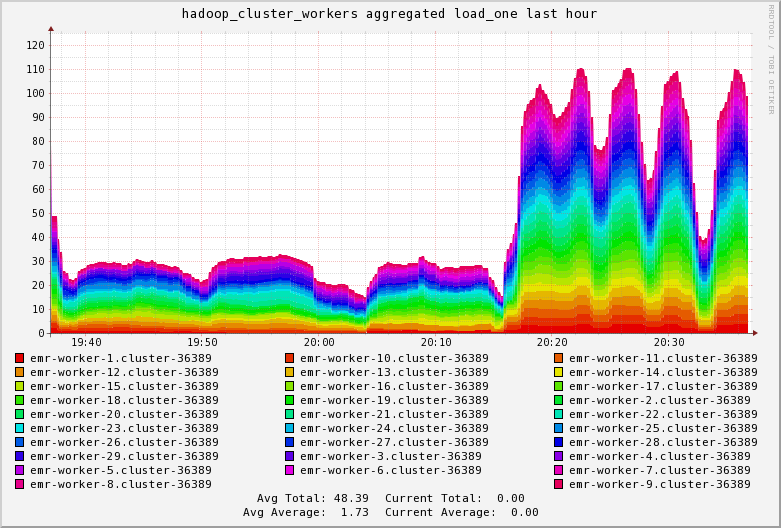 hadoop_cluster_workers aggregated load_one last hour
RRDTOOL / TOBI OETIKER
120
110
100
90
80
70
60
50
40
30
20
10
0
19:40 19:50 20:00 20:10 20:20 20:30
emr-worker-1.cluster-36389 emr-worker-10.cluster-36389 emr-worker-11.cluster-36389
emr-worker-12.cluster-36389 emr-worker-13.cluster-36389 emr-worker-14.cluster-36389
emr-worker-15.cluster-36389 emr-worker-16.cluster-36389 emr-worker-17.cluster-36389
emr-worker-18.cluster-36389 emr-worker-19.cluster-36389 emr-worker-2.cluster-36389
emr-worker-20.cluster-36389 emr-worker-21.cluster-36389 emr-worker-22.cluster-36389
emr-worker-23.cluster-36389 emr-worker-24.cluster-36389 emr-worker-25.cluster-36389
emr-worker-26.cluster-36389 emr-worker-27.cluster-36389 emr-worker-28.cluster-36389
emr-worker-29.cluster-36389 emr-worker-3.cluster-36389 emr-worker-4.cluster-36389
emr-worker-5.cluster-36389 emr-worker-6.cluster-36389 emr-worker-7.cluster-36389
emr-worker-8.cluster-36389 emr-worker-9.cluster-36389
Avg Total: 48.39 Current Total: 0.00
Avg Average: 1.73 Current Average: 0.00